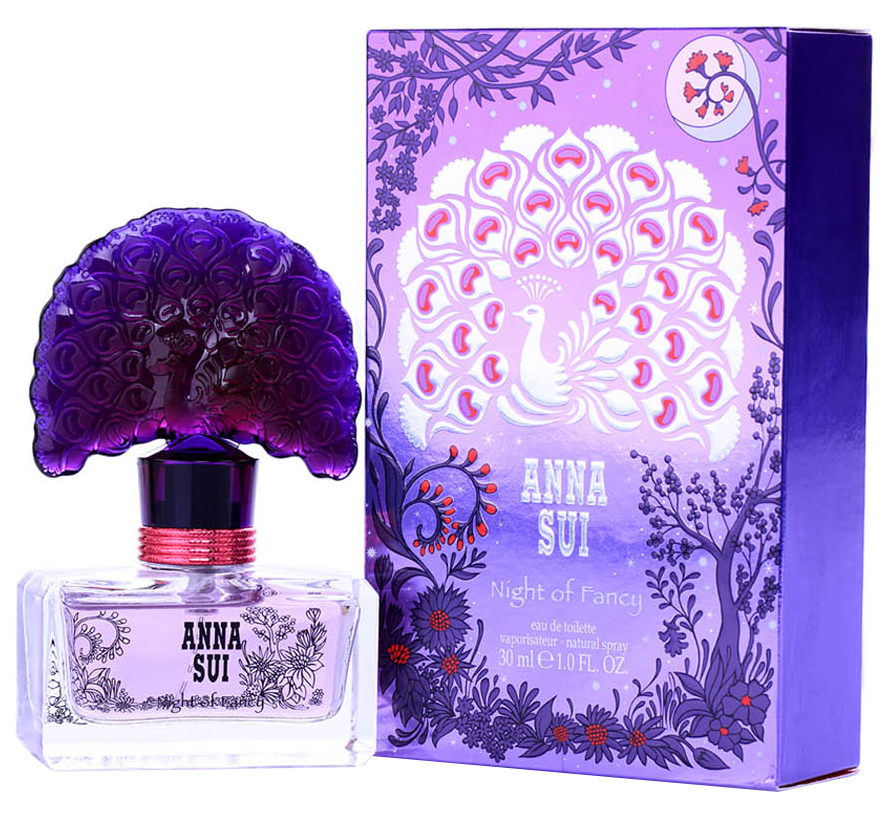 ANNA
SUI
Night of Fancy
ANNA
SUI
Night of Fancy
eau de toilette
vaporisateur - natural spray
30 ml ℮ 1.0 FL. OZ.